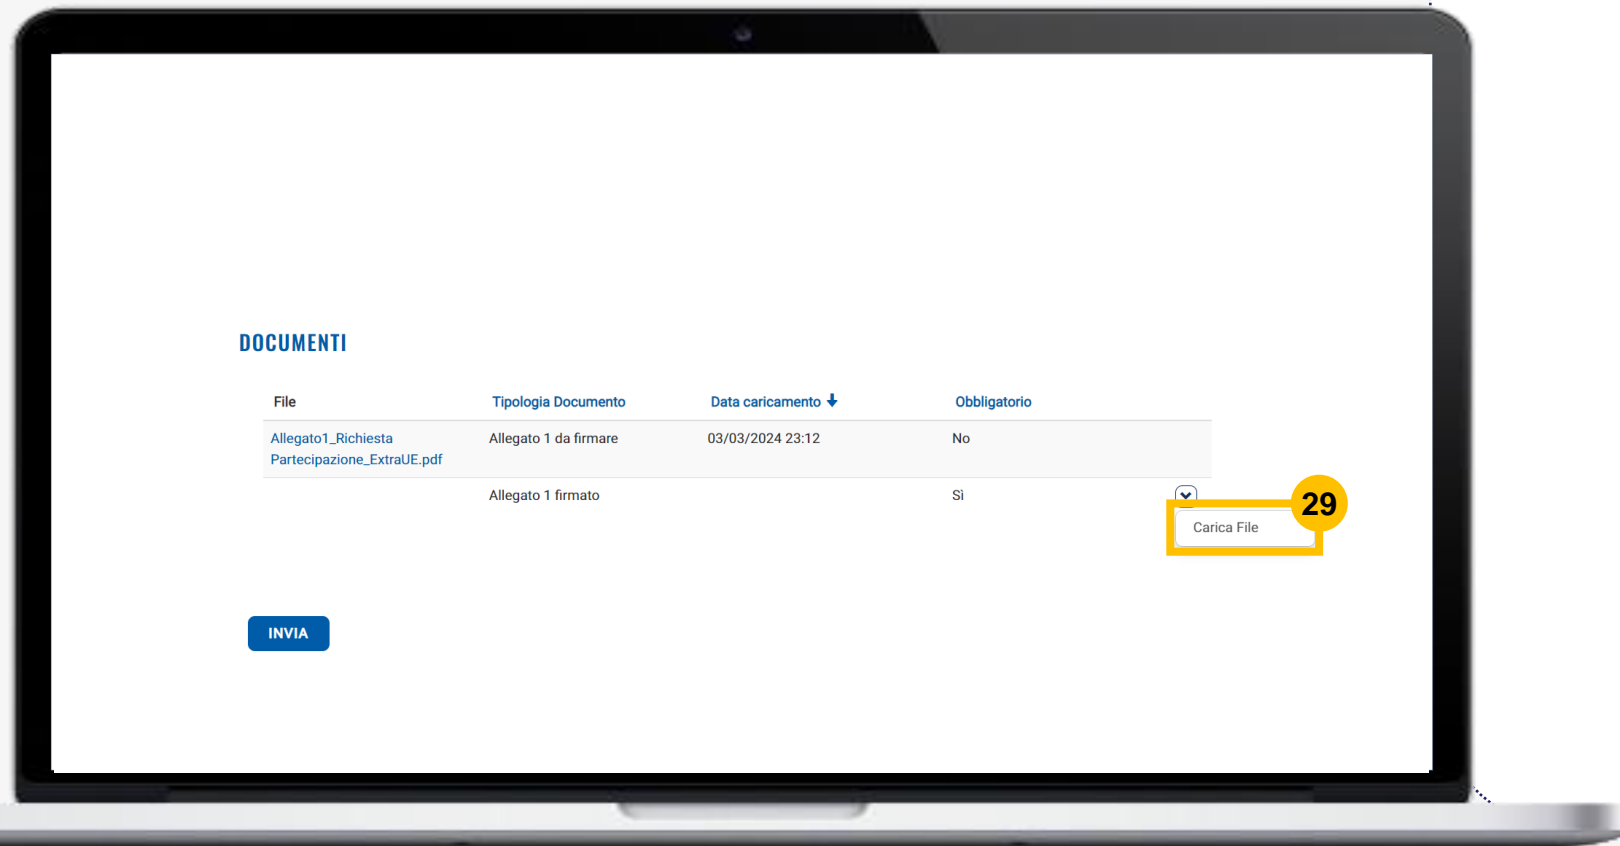 DOCUMENTI
File Tipologia Documento Data caricamento Obbligatorio
Allegato1_Richiesta Allegato 1 da firmare 03/03/2024 23:12 No
Partecipazione_ExtraUE.pdf
Allegato 1 firmato Sì
29
Carica File
INVIA